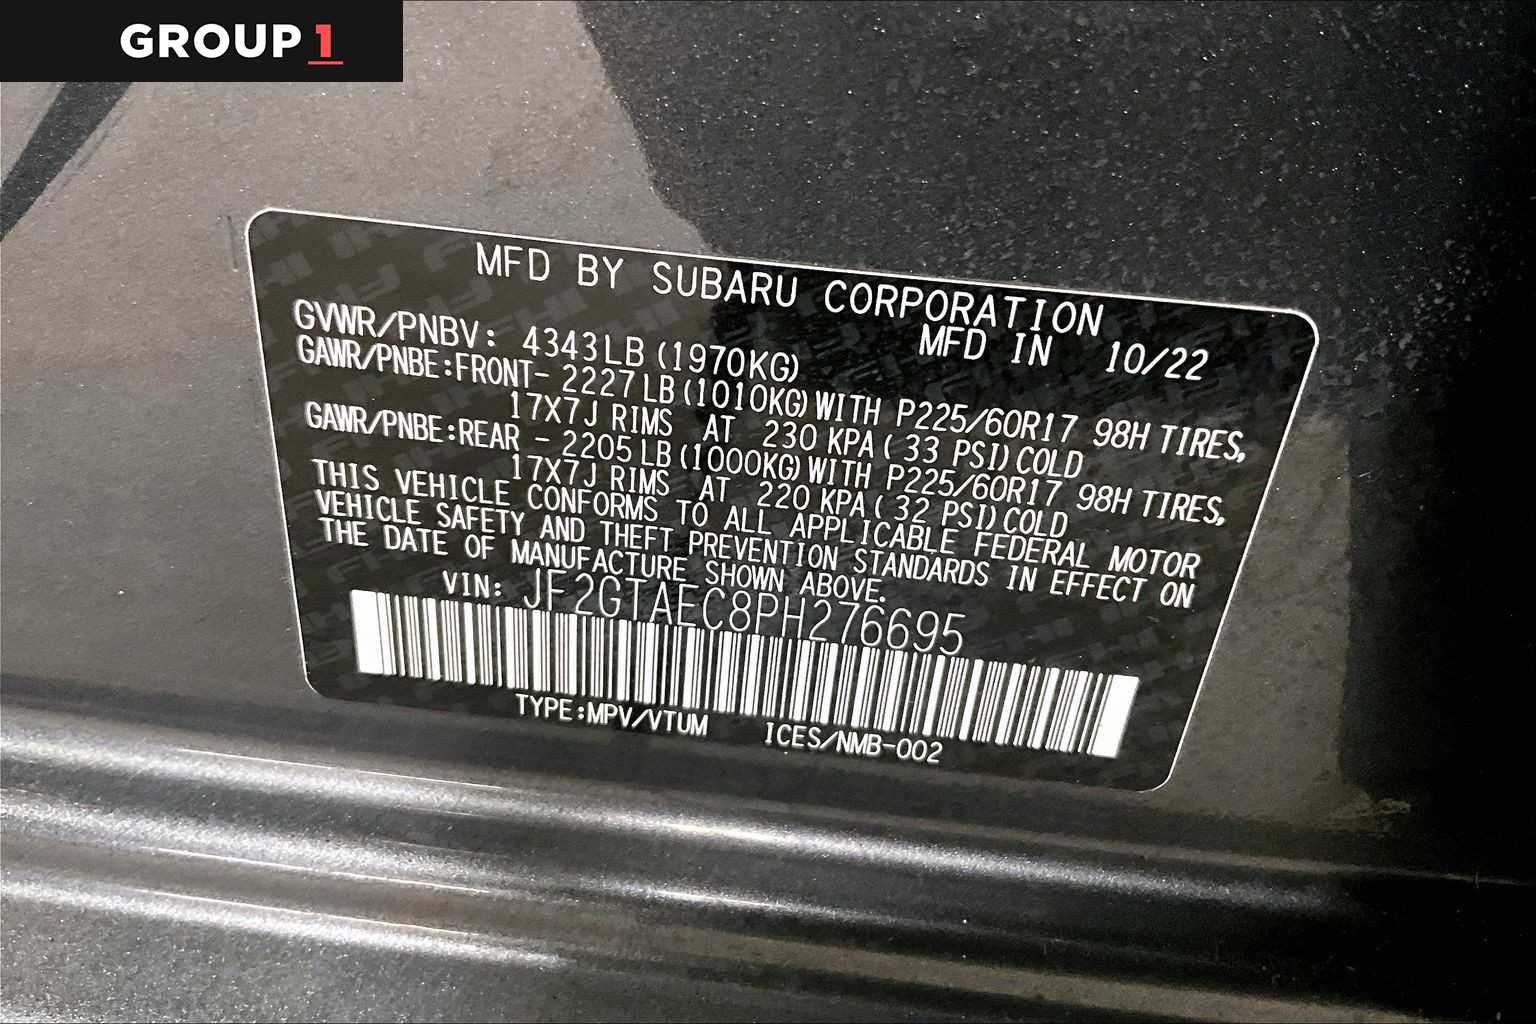 GROUP 1
MFD BY SUBARU CORPORATION
GVWR/PNBV: 4343LB (1970KG) MFD IN 10/22
GAWR/PNBE:FRONT- 2227LB (1010KG) WITH P225/60R17 98H TIRES,
17X7J RIMS AT 230 KPA( 33 PSI) COLD
GAWR/PNBE:REAR - 2205LB (1000KG) WITH P225/60R17 98H TIRES,
17X7J RIMS AT 220 KPA( 32 PSI) COLD
THIS VEHICLE CONFORMS TO ALL APPLICABLE FEDERAL MOTOR
VEHICLE SAFETY AND THEFT PREVENTION STANDARDS IN EFFECT ON
THE DATE OF MANUFACTURE SHOWN ABOVE.
VIN: JF2GTAEC8PH276695
TYPE:MPV/VTUM ICES/NMB-002